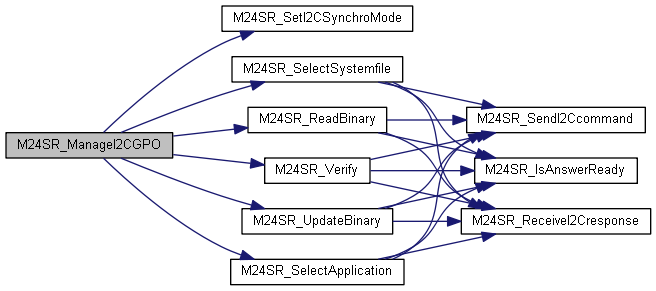 M24SR_SetI2CSynchroMode
M24SR_SelectSystemfile
M24SR_ReadBinary
M24SR_SendI2Ccommand
M24SR_ManageI2CGPO
M24SR_Verify
M24SR_IsAnswerReady
M24SR_UpdateBinary
M24SR_ReceiveI2Cresponse
M24SR_SelectApplication